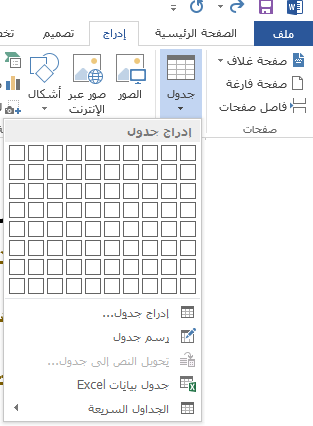 ملف
الصفحة الرئيسية
إدراج
تصميم
صفحة غلاف
صفحة فارغة
فاصل صفحات
صفحات
جدول
الصور
صور عبر الإنترنت
أشكال
إدراج جدول
إدراج جدول...
رسم جدول
تحويل النص إلى جدول...
جدول بيانات Excel
الجداول السريعة